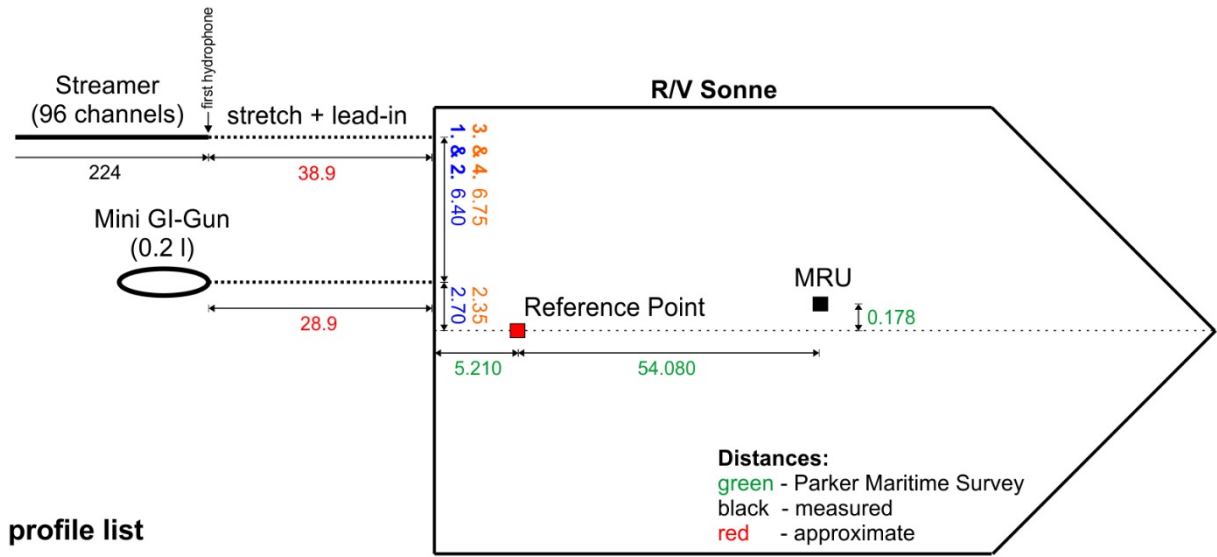 R/V Sonne
Streamer
(96 channels)
first hydrophone
stretch + lead-in
224
38.9
1. & 2. 6.40
3. & 4. 6.75
Mini GI-Gun
(0.2 l)
28.9
2.70
2.35
Reference Point
MRU
0.178
5.210
54.080
Distances:
green - Parker Maritime Survey
black - measured
red - approximate
profile list